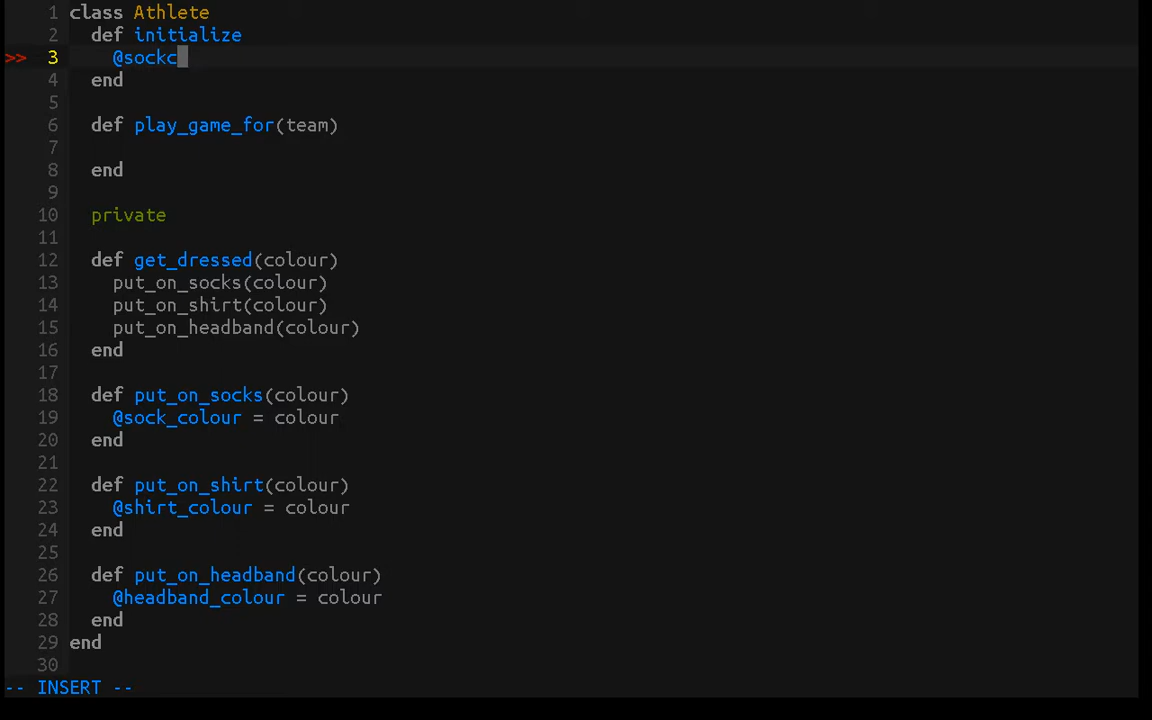 1 class Athlete
2   def initialize
>> 3     @sockc
4   end
5
6   def play_game_for(team)
7
8   end
9
10   private
11
12   def get_dressed(colour)
13     put_on_socks(colour)
14     put_on_shirt(colour)
15     put_on_headband(colour)
16   end
17
18   def put_on_socks(colour)
19     @sock_colour = colour
20   end
21
22   def put_on_shirt(colour)
23     @shirt_colour = colour
24   end
25
26   def put_on_headband(colour)
27     @headband_colour = colour
28   end
29 end
30
-- INSERT --